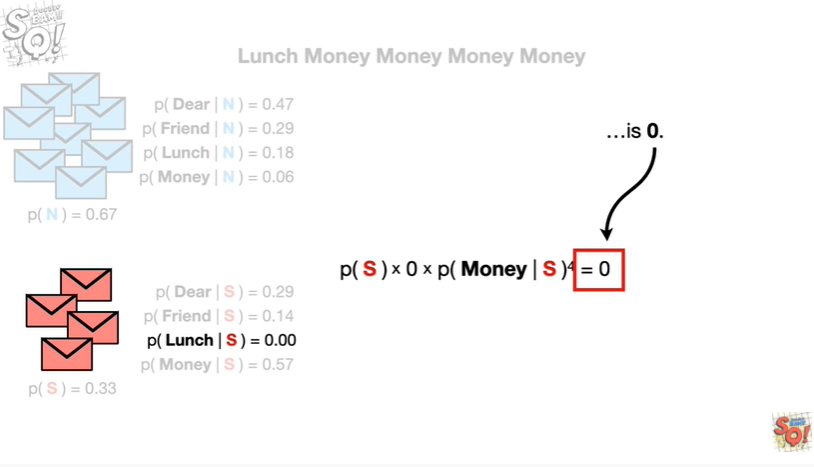 STATQUEST!!!
SQ!
Lunch Money Money Money Money
p( Dear | N ) = 0.47
p( Friend | N ) = 0.29
p( Lunch | N ) = 0.18
p( Money | N ) = 0.06
p( N ) = 0.67
...is 0.
p( S ) × 0 × p( Money | S )⁴ = 0
p( Dear | S ) = 0.29
p( Friend | S ) = 0.14
p( Lunch | S ) = 0.00
p( Money | S ) = 0.57
p( S ) = 0.33
SQ!